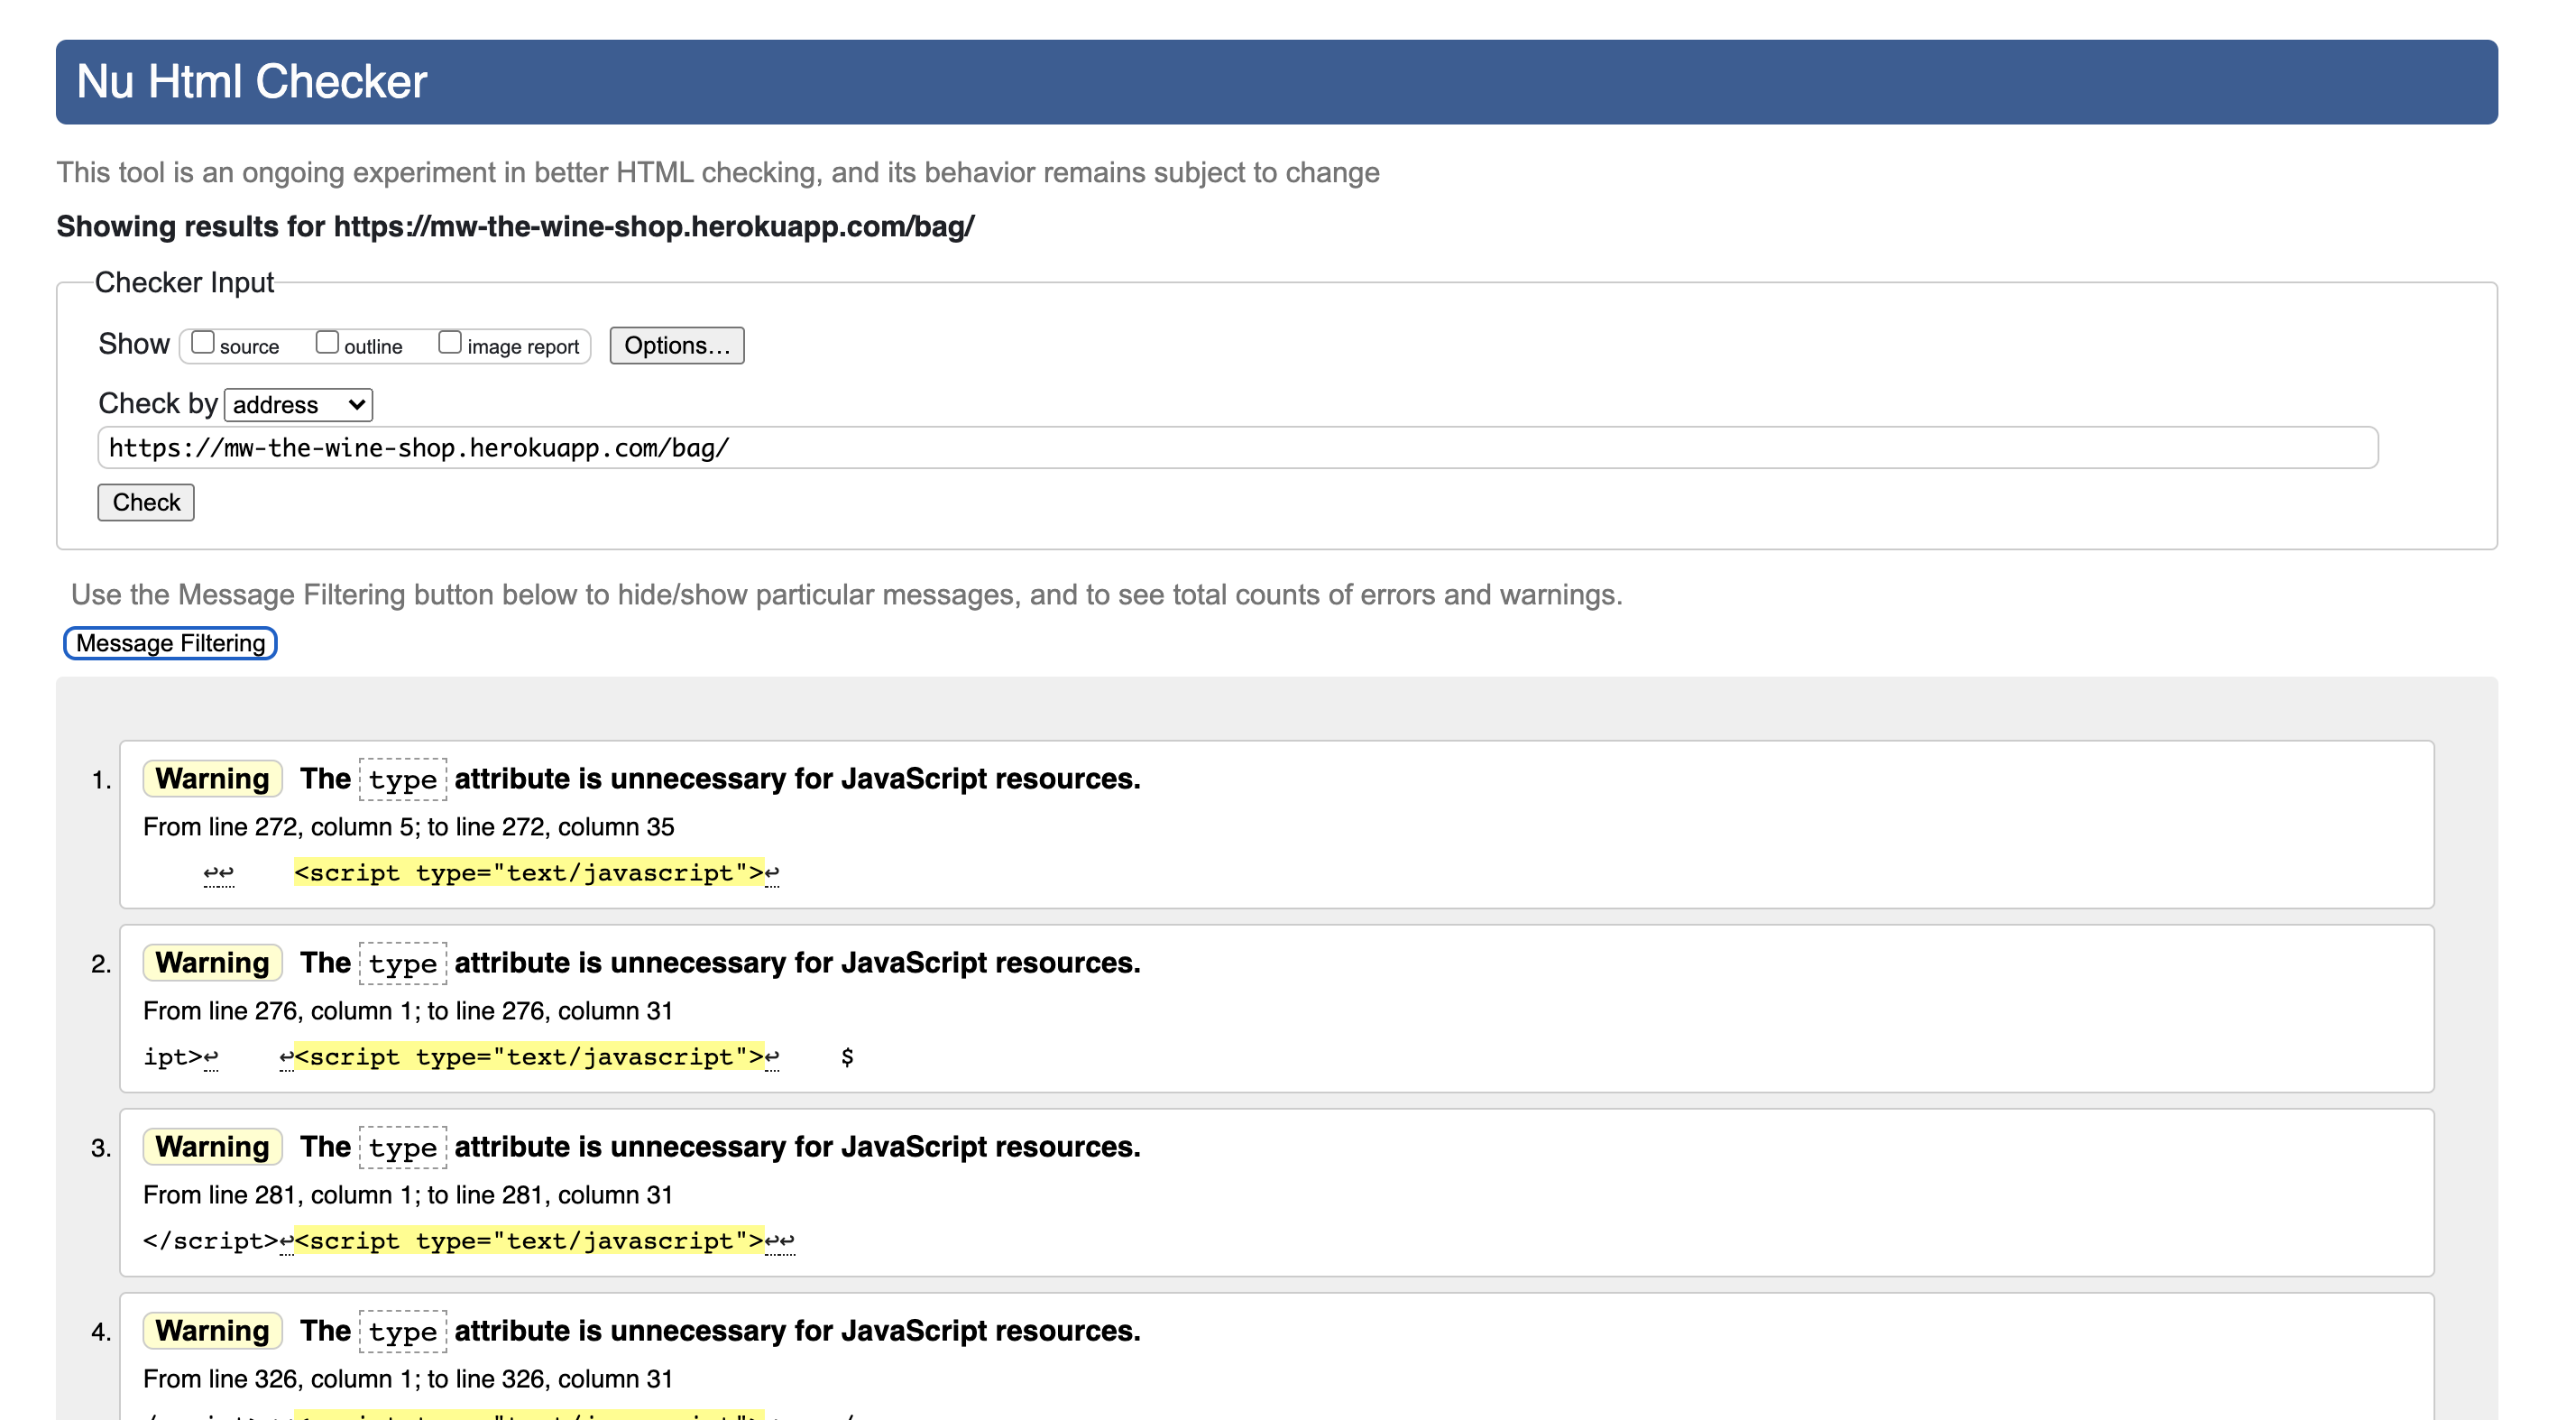 Nu Html Checker
This tool is an ongoing experiment in better HTML checking, and its behavior remains subject to change
Showing results for https://mw-the-wine-shop.herokuapp.com/bag/
Checker Input
Show source outline image report Options...
Check by address
https://mw-the-wine-shop.herokuapp.com/bag/
Check
Use the Message Filtering button below to hide/show particular messages, and to see total counts of errors and warnings.
Message Filtering
1. Warning The type attribute is unnecessary for JavaScript resources.
From line 272, column 5; to line 272, column 35
↩↩ <script type="text/javascript">↩
2. Warning The type attribute is unnecessary for JavaScript resources.
From line 276, column 1; to line 276, column 31
ipt>↩ ↩<script type="text/javascript">↩ $
3. Warning The type attribute is unnecessary for JavaScript resources.
From line 281, column 1; to line 281, column 31
</script>↩<script type="text/javascript">↩↩
4. Warning The type attribute is unnecessary for JavaScript resources.
From line 326, column 1; to line 326, column 31